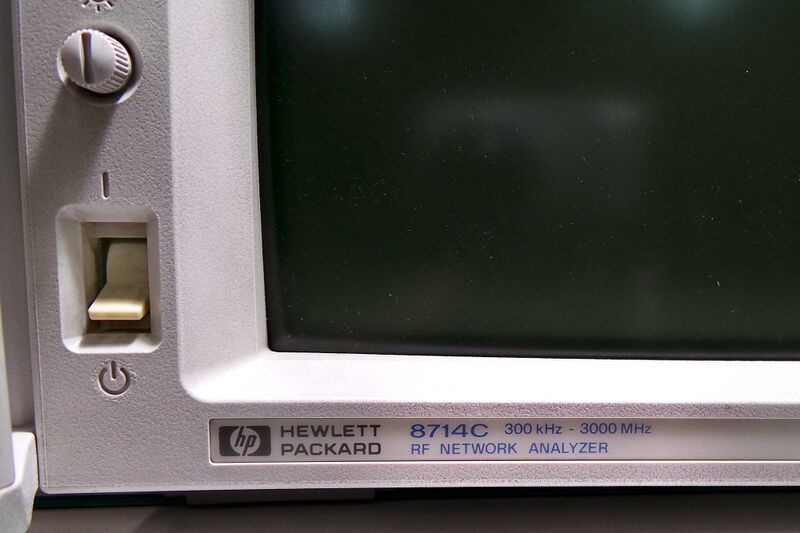 hp HEWLETT PACKARD
8714C 300 kHz - 3000 MHz
RF NETWORK ANALYZER